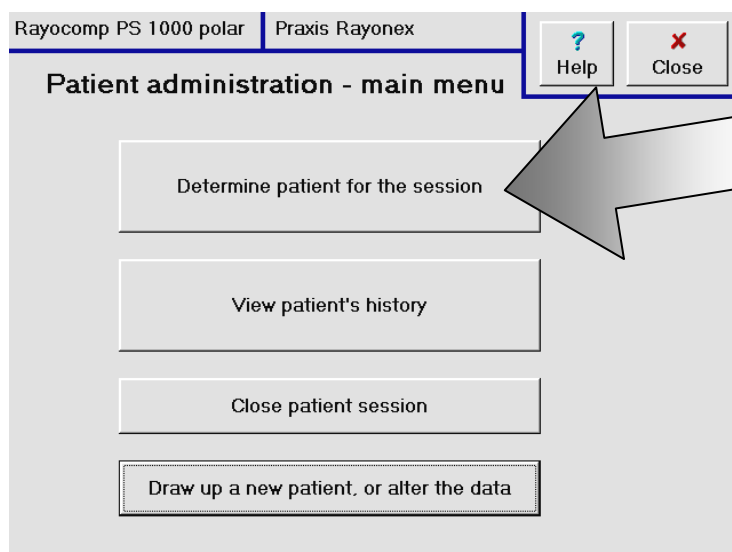 Rayocomp PS 1000 polar
Praxis Rayonex
?
Help
X
Close
Patient administration - main menu
Determine patient for the session
View patient's history
Close patient session
Draw up a new patient, or alter the data